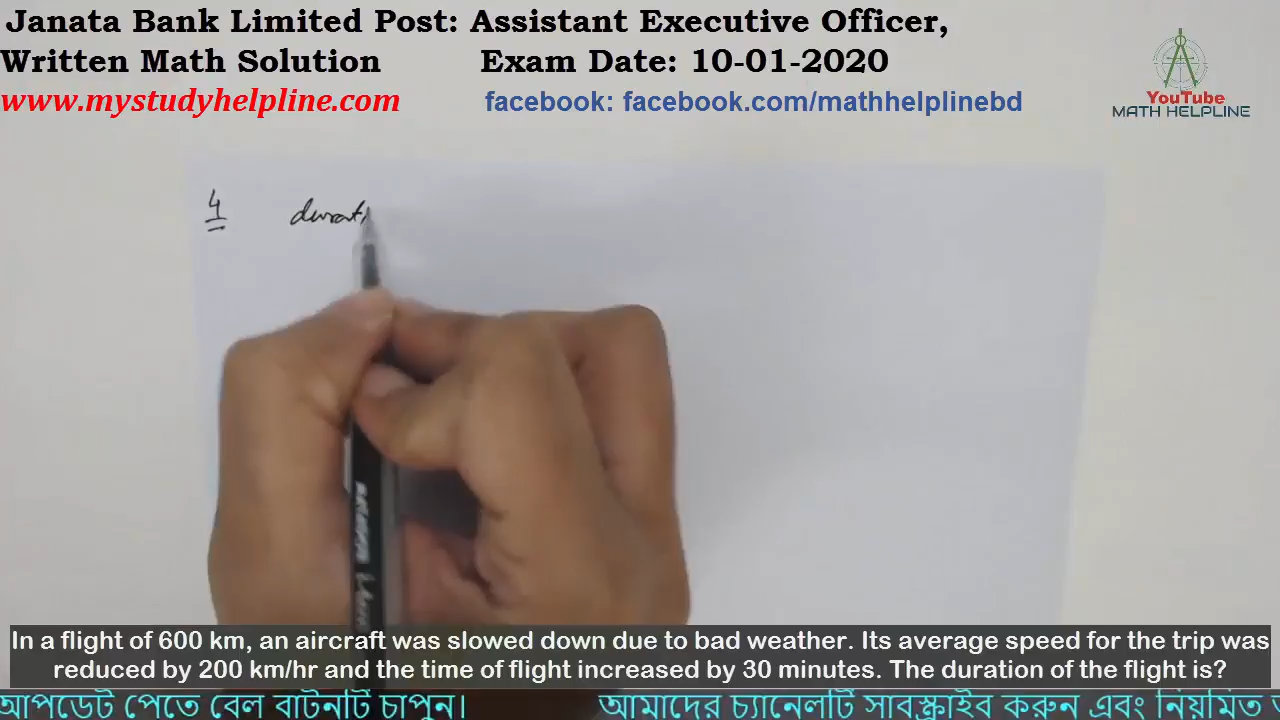 Janata Bank Limited Post: Assistant Executive Officer,
Written Math Solution Exam Date: 10-01-2020
www.mystudyhelpline.com facebook: facebook.com/mathhelplinebd
YouTube
MATH HELPLINE
4 durat
In a flight of 600 km, an aircraft was slowed down due to bad weather. Its average speed for the trip was
reduced by 200 km/hr and the time of flight increased by 30 minutes. The duration of the flight is?
আপডেট পেতে বেল বাটনটি চাপুন। আমাদের চ্যানেলটি সাবস্ক্রাইব করুন এবং নিয়মিত